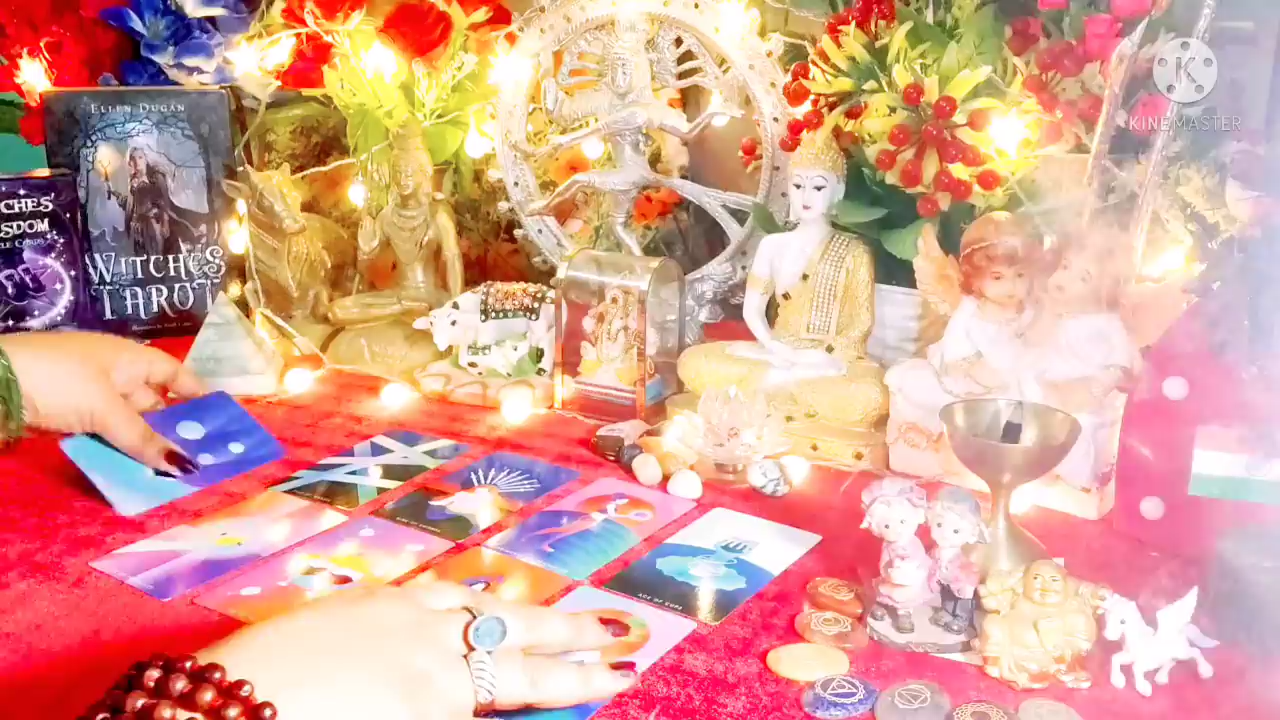 ELLEN DUGAN
WITCHES
TAROT
CHES'
SDOM
LE CARDS
ACE OF CUPS
KINEMASTER